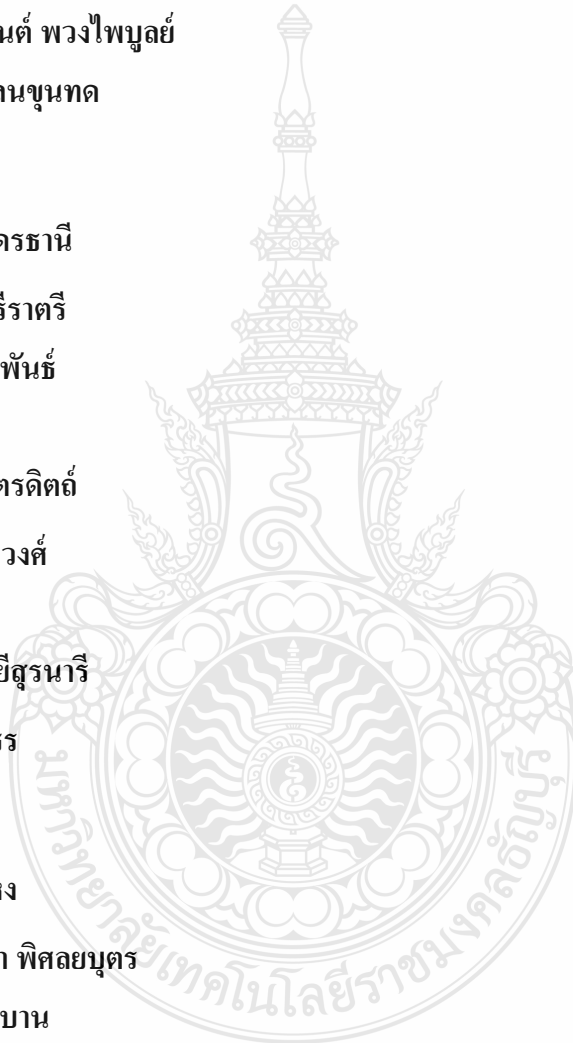 นต์ พวงไพบูลย์
านขุนทด
ดรธานี
รีราตรี
พันธ์
ตรดิตถ์
วงศ์
ยีสุรนารี
ธร
หง
า พิศลยบุตร
บาน
มหาวิทยาลัยเทคโนโลยีราชมงคลธัญบุรี